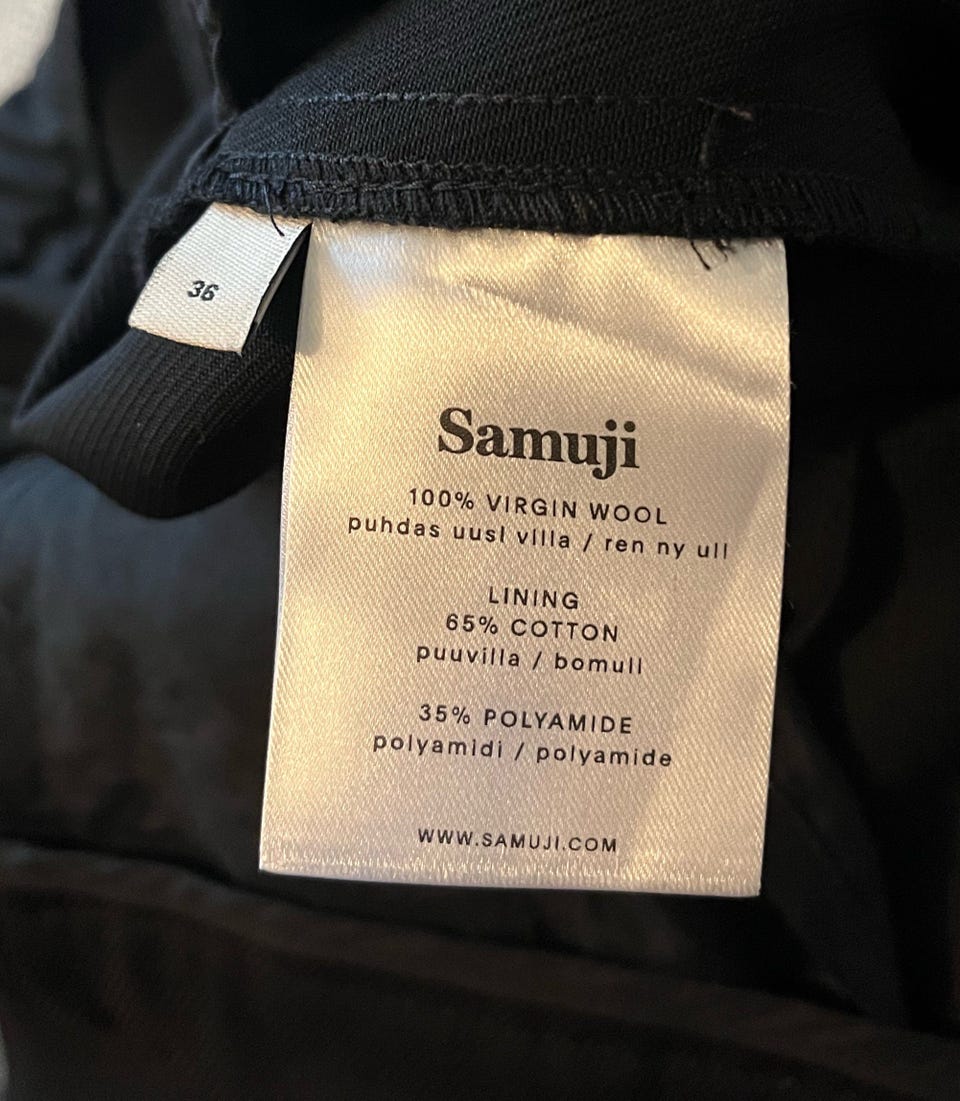 36
Samuji
100% VIRGIN WOOL
puhdas uusi villa / ren ny ull
LINING
65% COTTON
puuvilla / bomull
35% POLYAMIDE
polyamidi / polyamide
WWW.SAMUJI.COM